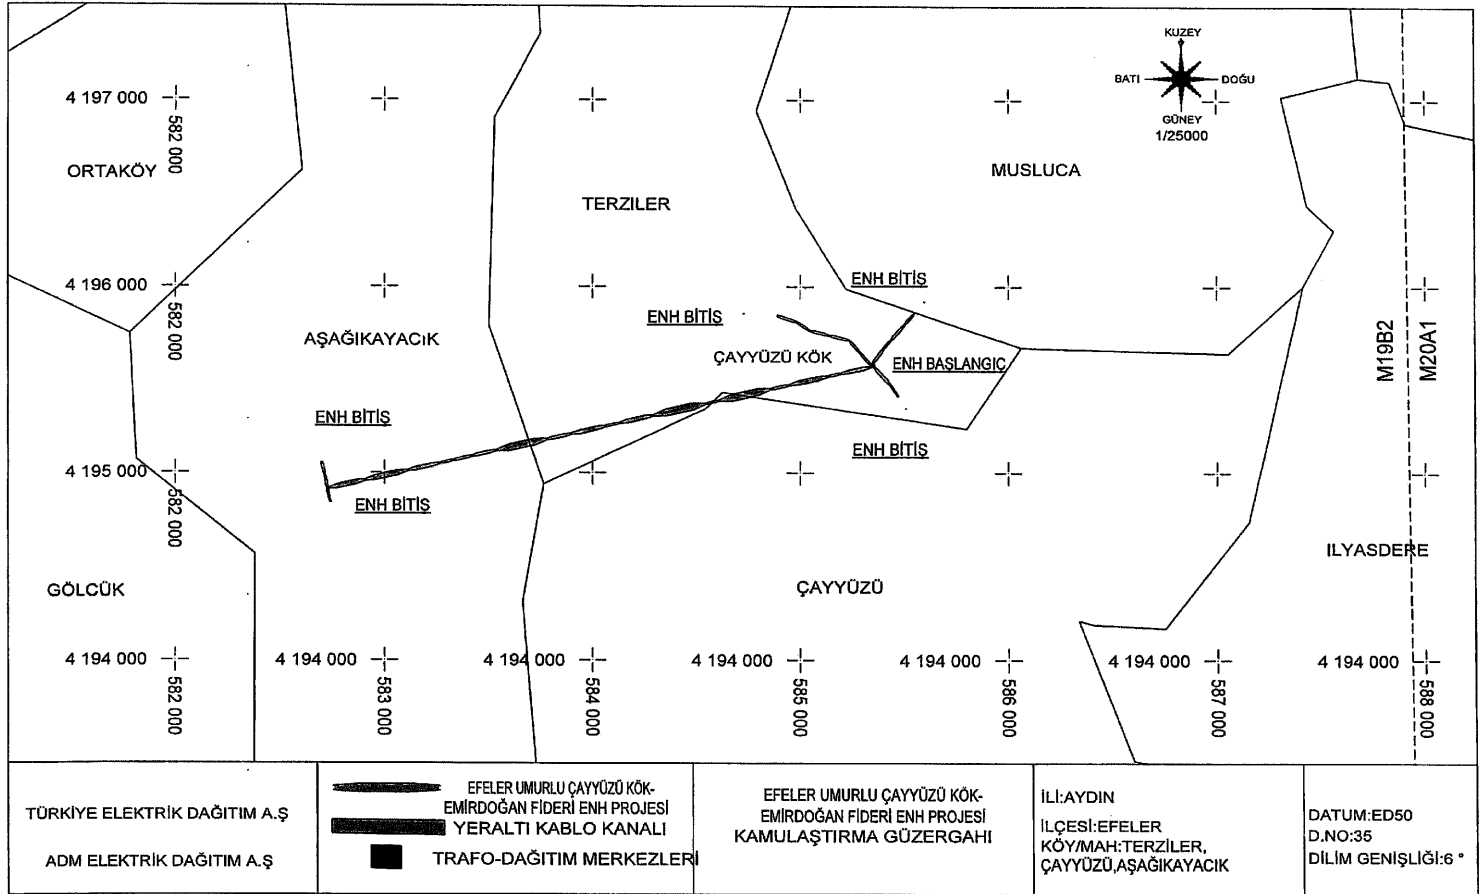 KUZEY
BATI
DOĞU
GÜNEY
1/25000
4 197 000
582 000
ORTAKÖY
TERZILER
MUSLUCA
4 196 000
582 000
ENH BİTİŞ
ENH BİTİŞ
AŞAĞIKAYACıK
ÇAYYÜZÜ KÖK
ENH BAŞLANGIÇ
M19B2
M20A1
ENH BİTİŞ
ENH BİTİŞ
4 195 000
582 000
ENH BİTİŞ
ILYASDERE
GÖLCÜK
ÇAYYÜZÜ
4 194 000
4 194 000
4 194 000
4 194 000
4 194 000
4 194 000
4 194 000
582 000
583 000
584 000
585 000
586 000
587 000
588 000
TÜRKİYE ELEKTRİK DAĞITIM A.Ş
ADM ELEKTRİK DAĞITIM A.Ş
EFELER UMURLU ÇAYYÜZÜ KÖK-
EMİRDOĞAN FİDERİ ENH PROJESİ
YERALTI KABLO KANALI
TRAFO-DAĞITIM MERKEZLERİ
EFELER UMURLU ÇAYYÜZÜ KÖK-
EMİRDOĞAN FİDERİ ENH PROJESİ
KAMULAŞTIRMA GÜZERGAHI
İLİ:AYDIN
İLÇESİ:EFELER
KÖY/MAH:TERZİLER,
ÇAYYÜZÜ,AŞAĞIKAYACIK
DATUM:ED50
D.NO:35
DİLİM GENİŞLİĞİ:6 °